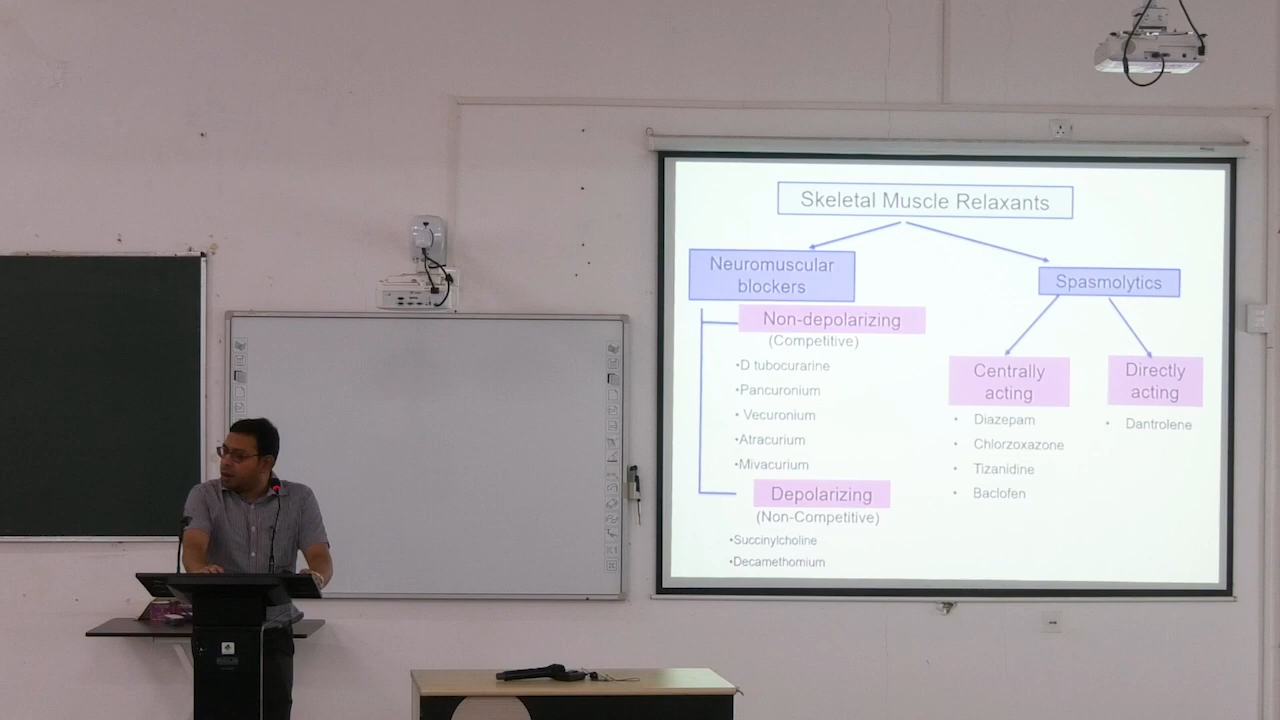 Skeletal Muscle Relaxants
Neuromuscular
blockers
Non-depolarizing
(Competitive)
•D tubocurarine
•Pancuronium
• Vecuronium
•Atracurium
•Mivacurium
Depolarizing
(Non-Competitive)
•Succinylcholine
•Decamethomium
Spasmolytics
Centrally
acting
• Diazepam
• Chlorzoxazone
• Tizanidine
• Baclofen
Directly
acting
• Dantrolene